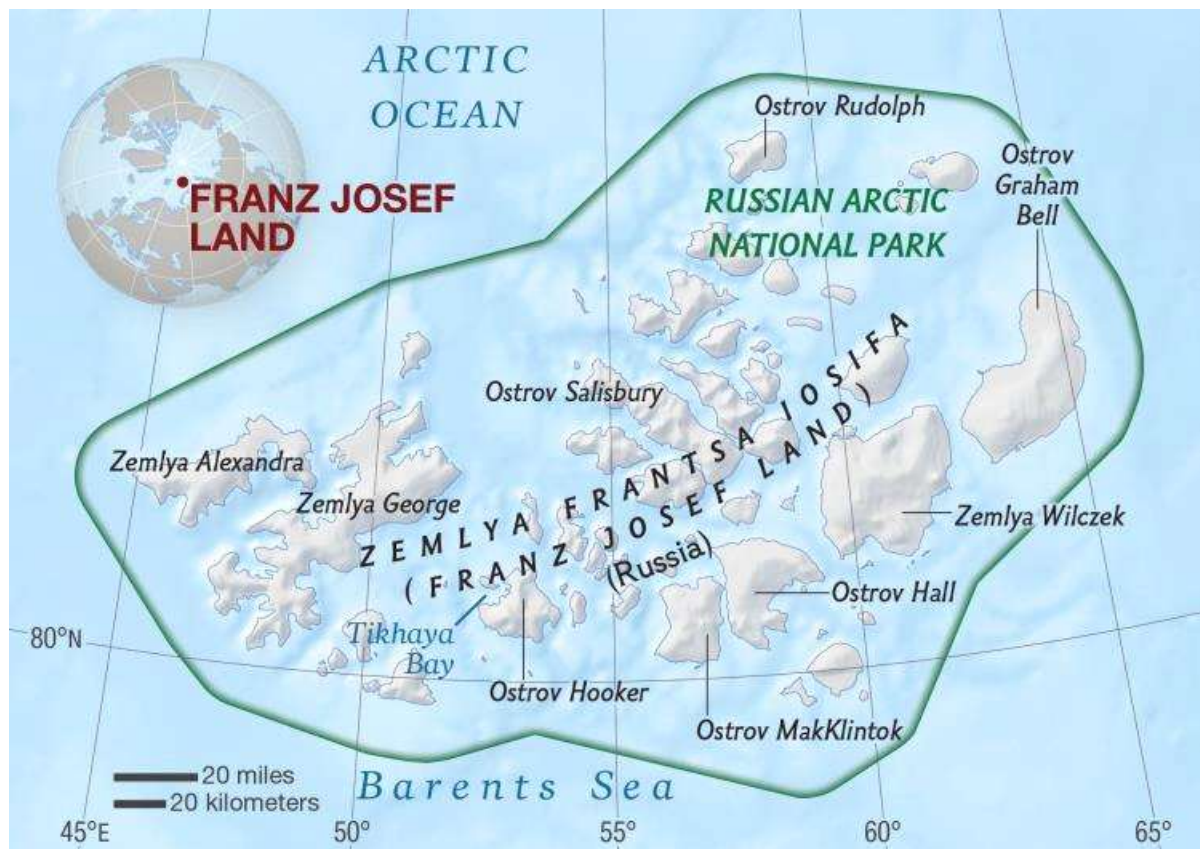 ARCTIC
OCEAN
Ostrov Rudolph
Ostrov
Graham
Bell
FRANZ JOSEF
LAND
RUSSIAN ARCTIC
NATIONAL PARK
Ostrov Salisbury
Zemlya Alexandra
Zemlya George
ZEMLYA FRANTSA IOSIFA
(FRANZ JOSEF LAND)
(Russia)
Zemlya Wilczek
Ostrov Hall
Tikhaya
Bay
80°N
Ostrov Hooker
Ostrov MakKlintok
20 miles
20 kilometers
Barents Sea
45°E
50°
55°
60°
65°